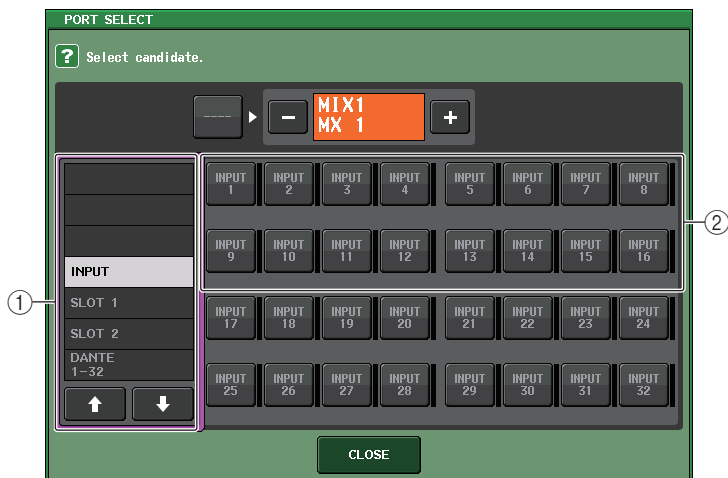 PORT SELECT
? Select candidate.
---- − MIX1 +
MX 1
INPUT 1 INPUT 2 INPUT 3 INPUT 4 INPUT 5 INPUT 6 INPUT 7 INPUT 8
INPUT 9 INPUT 10 INPUT 11 INPUT 12 INPUT 13 INPUT 14 INPUT 15 INPUT 16
2
INPUT
SLOT 1
SLOT 2
DANTE
1-32
1
INPUT 17 INPUT 18 INPUT 19 INPUT 20 INPUT 21 INPUT 22 INPUT 23 INPUT 24
INPUT 25 INPUT 26 INPUT 27 INPUT 28 INPUT 29 INPUT 30 INPUT 31 INPUT 32
CLOSE